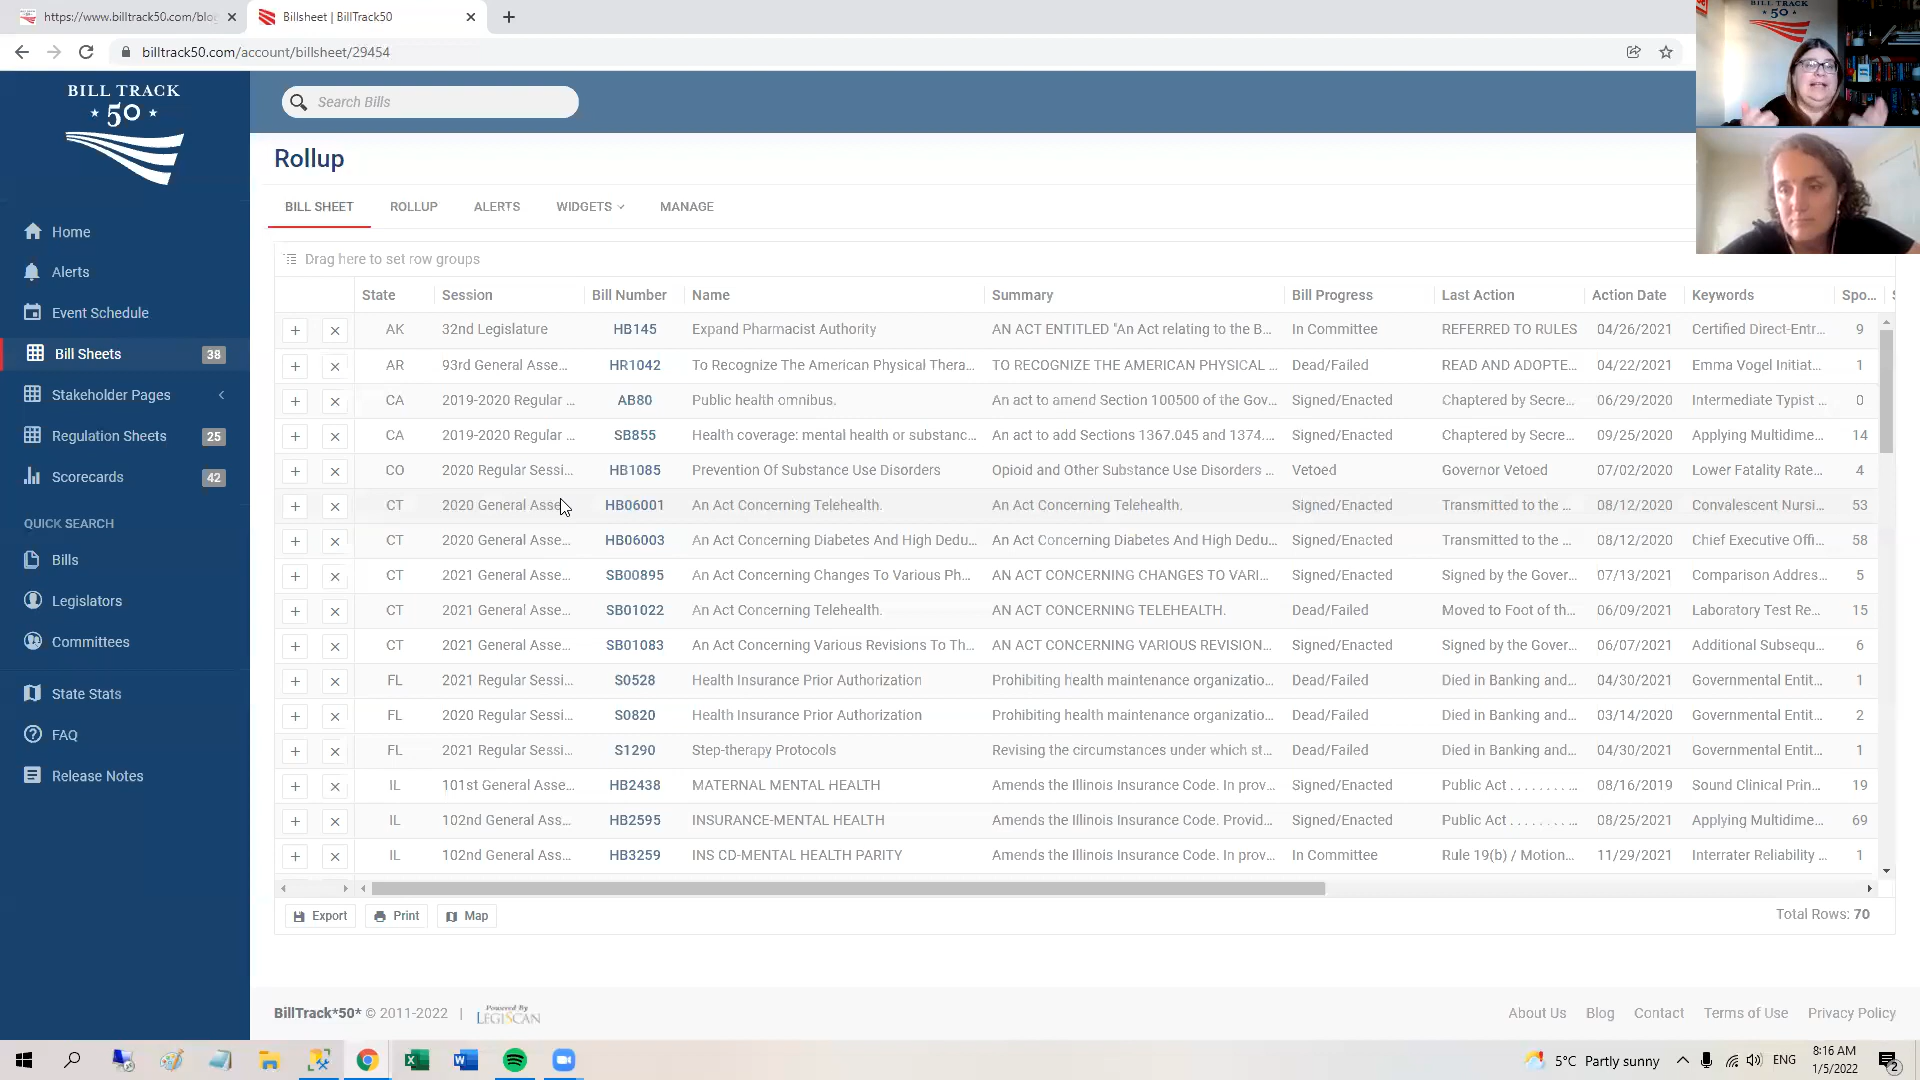 https://www.billtrack50.com/blo
Billsheet | BillTrack50
billtrack50.com/account/billsheet/29454
BILL TRACK
50
BILL TRACK
50
Search Bills
Rollup
BILL SHEET
ROLLUP
ALERTS
WIDGETS
MANAGE
Home
Alerts
Event Schedule
Bill Sheets 38
Stakeholder Pages
Regulation Sheets 25
Scorecards 42
QUICK SEARCH
Bills
Legislators
Committees
State Stats
FAQ
Release Notes
Drag here to set row groups
State Session Bill Number Name Summary Bill Progress Last Action Action Date Keywords Spo...
+ × AK 32nd Legislature HB145 Expand Pharmacist Authority AN ACT ENTITLED "An Act relating to the B... In Committee REFERRED TO RULES 04/26/2021 Certified Direct-Entr... 9
+ × AR 93rd General Asse... HR1042 To Recognize The American Physical Thera... TO RECOGNIZE THE AMERICAN PHYSICAL ... Dead/Failed READ AND ADOPTE... 04/22/2021 Emma Vogel Initiat... 1
+ × CA 2019-2020 Regular ... AB80 Public health omnibus. An act to amend Section 100500 of the Gov... Signed/Enacted Chaptered by Secre... 06/29/2020 Intermediate Typist ... 0
+ × CA 2019-2020 Regular ... SB855 Health coverage: mental health or substanc... An act to add Sections 1367.045 and 1374.... Signed/Enacted Chaptered by Secre... 09/25/2020 Applying Multidime... 14
+ × CO 2020 Regular Sessi... HB1085 Prevention Of Substance Use Disorders Opioid and Other Substance Use Disorders ... Vetoed Governor Vetoed 07/02/2020 Lower Fatality Rate... 4
+ × CT 2020 General Asse HB06001 An Act Concerning Telehealth. An Act Concerning Telehealth. Signed/Enacted Transmitted to the ... 08/12/2020 Convalescent Nursi... 53
+ × CT 2020 General Asse... HB06003 An Act Concerning Diabetes And High Dedu... An Act Concerning Diabetes And High Dedu... Signed/Enacted Transmitted to the ... 08/12/2020 Chief Executive Offi... 58
+ × CT 2021 General Asse... SB00895 An Act Concerning Changes To Various Ph... AN ACT CONCERNING CHANGES TO VARI... Signed/Enacted Signed by the Gover... 07/13/2021 Comparison Addres... 5
+ × CT 2021 General Asse... SB01022 An Act Concerning Telehealth. AN ACT CONCERNING TELEHEALTH. Dead/Failed Moved to Foot of th... 06/09/2021 Laboratory Test Re... 15
+ × CT 2021 General Asse... SB01083 An Act Concerning Various Revisions To Th... AN ACT CONCERNING VARIOUS REVISION... Signed/Enacted Signed by the Gover... 06/07/2021 Additional Subsequ... 6
+ × FL 2021 Regular Sessi... S0528 Health Insurance Prior Authorization Prohibiting health maintenance organizatio... Dead/Failed Died in Banking and... 04/30/2021 Governmental Entit... 1
+ × FL 2020 Regular Sessi... S0820 Health Insurance Prior Authorization Prohibiting health maintenance organizatio... Dead/Failed Died in Banking and... 03/14/2020 Governmental Entit... 2
+ × FL 2021 Regular Sessi... S1290 Step-therapy Protocols Revising the circumstances under which st... Dead/Failed Died in Banking and... 04/30/2021 Governmental Entit... 1
+ × IL 101st General Asse... HB2438 MATERNAL MENTAL HEALTH Amends the Illinois Insurance Code. In prov... Signed/Enacted Public Act . . . . . . . . ... 08/16/2019 Sound Clinical Prin... 19
+ × IL 102nd General Ass... HB2595 INSURANCE-MENTAL HEALTH Amends the Illinois Insurance Code. Provid... Signed/Enacted Public Act . . . . . . . . ... 08/25/2021 Applying Multidime... 69
+ × IL 102nd General Ass... HB3259 INS CD-MENTAL HEALTH PARITY Amends the Illinois Insurance Code. In prov... In Committee Rule 19(b) / Motion... 11/29/2021 Interrater Reliability ... 1
Export Print Map
Total Rows: 70
BillTrack*50* © 2011-2022 | Powered By LEGISCAN
About Us Blog Contact Terms of Use Privacy Policy
5°C Partly sunny ENG
8:16 AM
1/5/2022
2